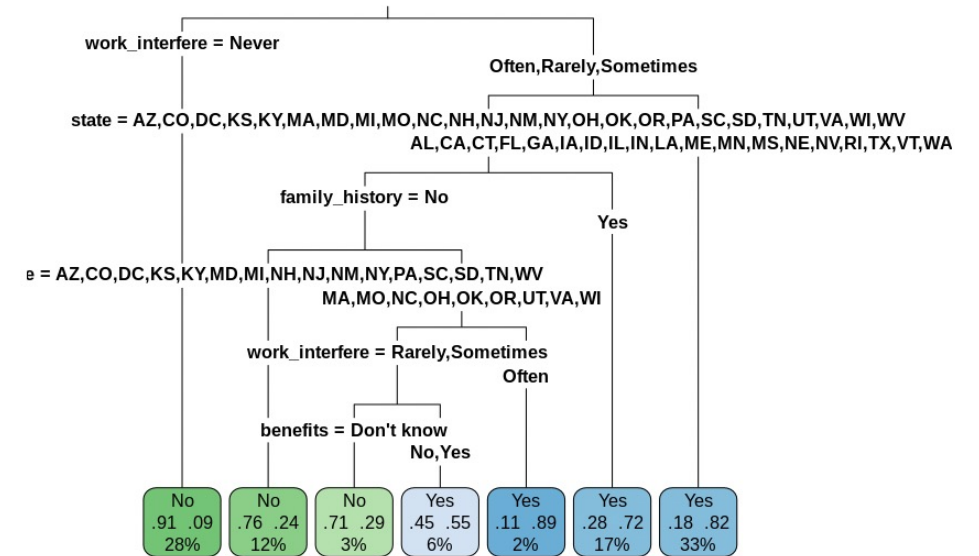 work_interfere = Never
Often,Rarely,Sometimes
state = AZ,CO,DC,KS,KY,MA,MD,MI,MO,NC,NH,NJ,NM,NY,OH,OK,OR,PA,SC,SD,TN,UT,VA,WI,WV
AL,CA,CT,FL,GA,IA,ID,IL,IN,LA,ME,MN,MS,NE,NV,RI,TX,VT,WA
family_history = No
Yes
e = AZ,CO,DC,KS,KY,MD,MI,NH,NJ,NM,NY,PA,SC,SD,TN,WV
MA,MO,NC,OH,OK,OR,UT,VA,WI
work_interfere = Rarely,Sometimes
Often
benefits = Don't know
No,Yes
No No No Yes Yes Yes Yes
.91 .09 .76 .24 .71 .29 .45 .55 .11 .89 .28 .72 .18 .82
28% 12% 3% 6% 2% 17% 33%